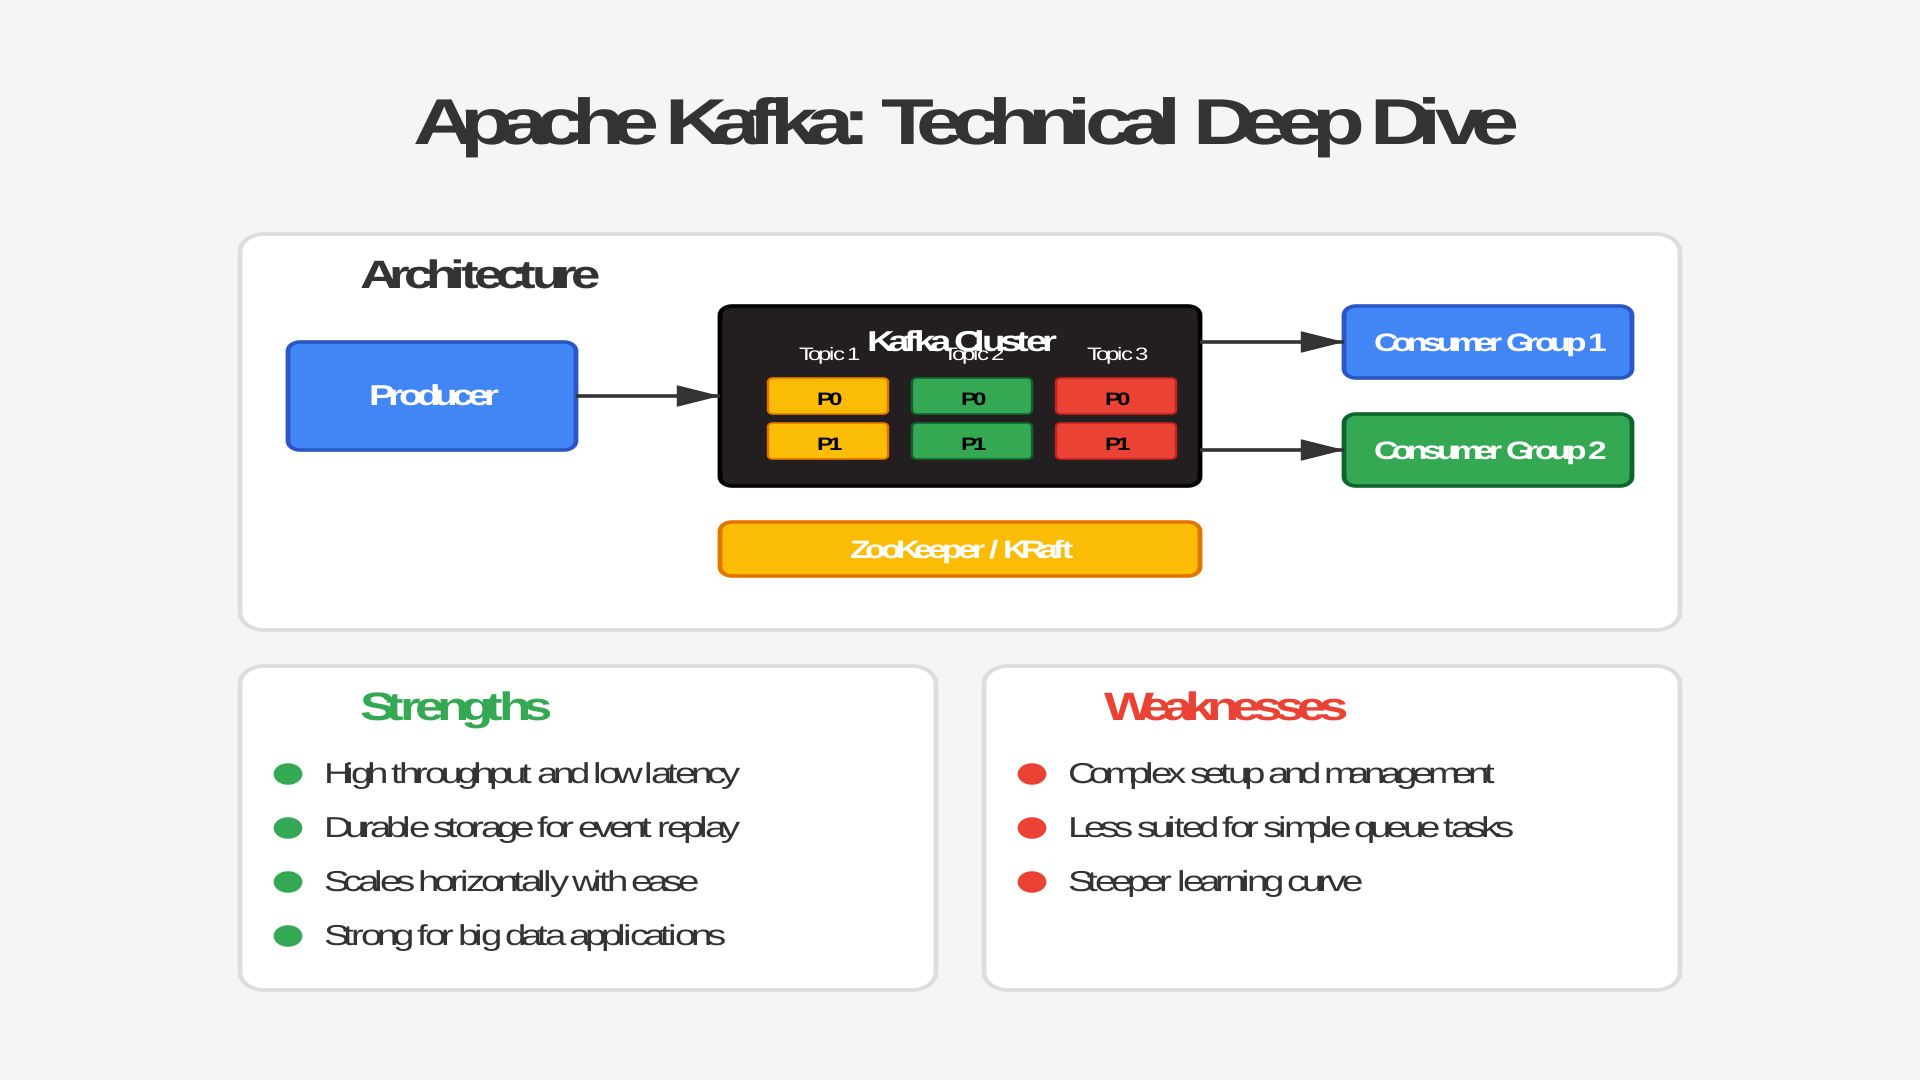 Apache Kafka: Technical Deep Dive
Architecture
Producer
Kafka Cluster
Topic 1
Topic 2
Topic 3
P0
P0
P0
P1
P1
P1
Consumer Group 1
Consumer Group 2
ZooKeeper / KRaft
Strengths
High throughput and low latency
Durable storage for event replay
Scales horizontally with ease
Strong for big data applications
Weaknesses
Complex setup and management
Less suited for simple queue tasks
Steeper learning curve